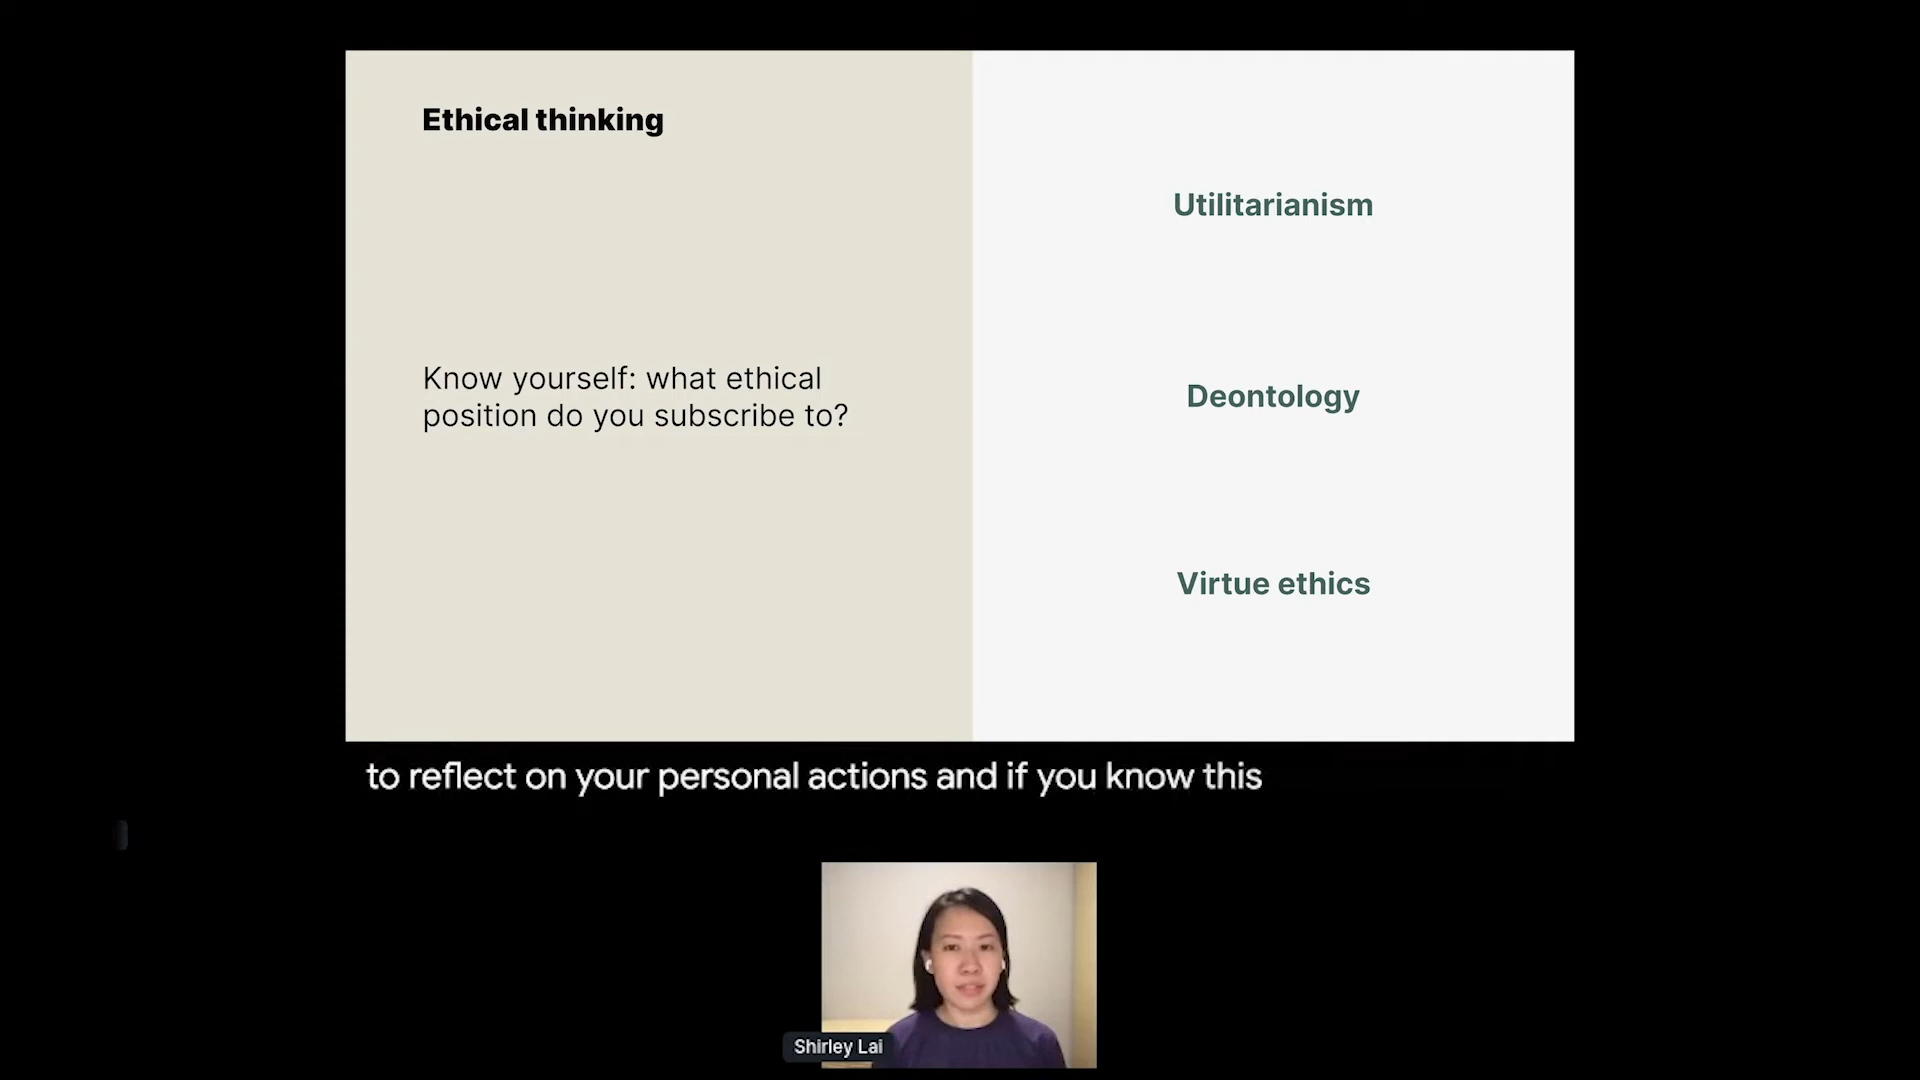 Ethical thinking
Know yourself: what ethical
position do you subscribe to?
Utilitarianism
Deontology
Virtue ethics
to reflect on your personal actions and if you know this
Shirley Lai